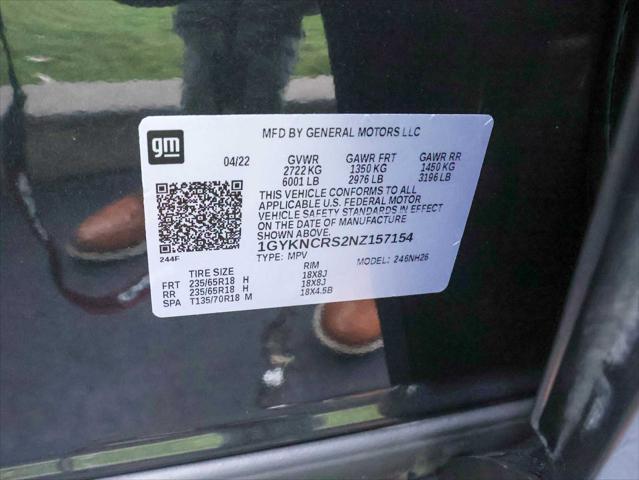 gm
MFD BY GENERAL MOTORS LLC
04/22 GVWR GAWR FRT GAWR RR
2722 KG 1350 KG 1450 KG
6001 LB 2976 LB 3196 LB
THIS VEHICLE CONFORMS TO ALL
APPLICABLE U.S. FEDERAL MOTOR
VEHICLE SAFETY STANDARDS IN EFFECT
ON THE DATE OF MANUFACTURE
SHOWN ABOVE.
1GYKNCRS2NZ157154
244F TYPE: MPV MODEL: 246NH26
TIRE SIZE RIM
FRT 235/65R18 H 18X8J
RR 235/65R18 H 18X8J
SPA T135/70R18 M 18X4.5B